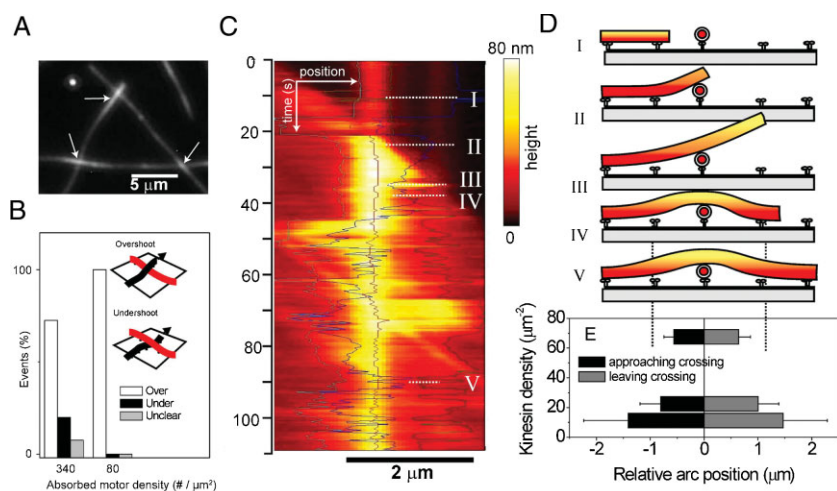 A
5 μm
B
100
Events (%)
0
Overshoot
Undershoot
Over
Under
Unclear
340
80
Absorbed motor density (# / μm²)
C
0
20
40
60
80
100
position
time (s)
I
II
III
IV
V
2 μm
80 nm
height
0
D
I
II
III
IV
V
E
80
60
40
20
0
Kinesin density (μm⁻²)
approaching crossing
leaving crossing
-2
-1
0
1
2
Relative arc position (μm)